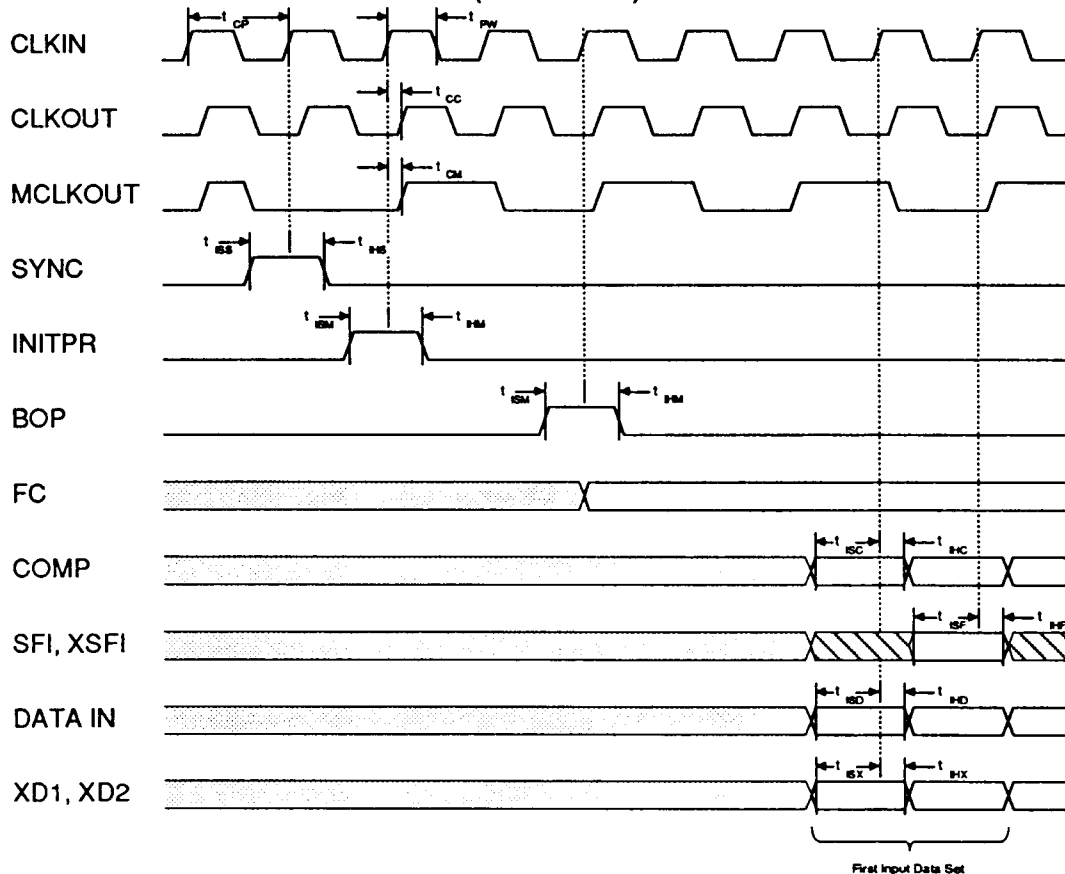 t CP
t PW
CLKIN
t CC
CLKOUT
t CM
MCLKOUT
t ISS
t IHS
SYNC
t ISM
t IHM
INITPR
t ISM
t IHM
BOP
FC
t ISC
t IHC
COMP
t ISF
t IHF
SFI, XSFI
t ISD
t IHD
DATA IN
t ISX
t IHX
XD1, XD2
First Input Data Set